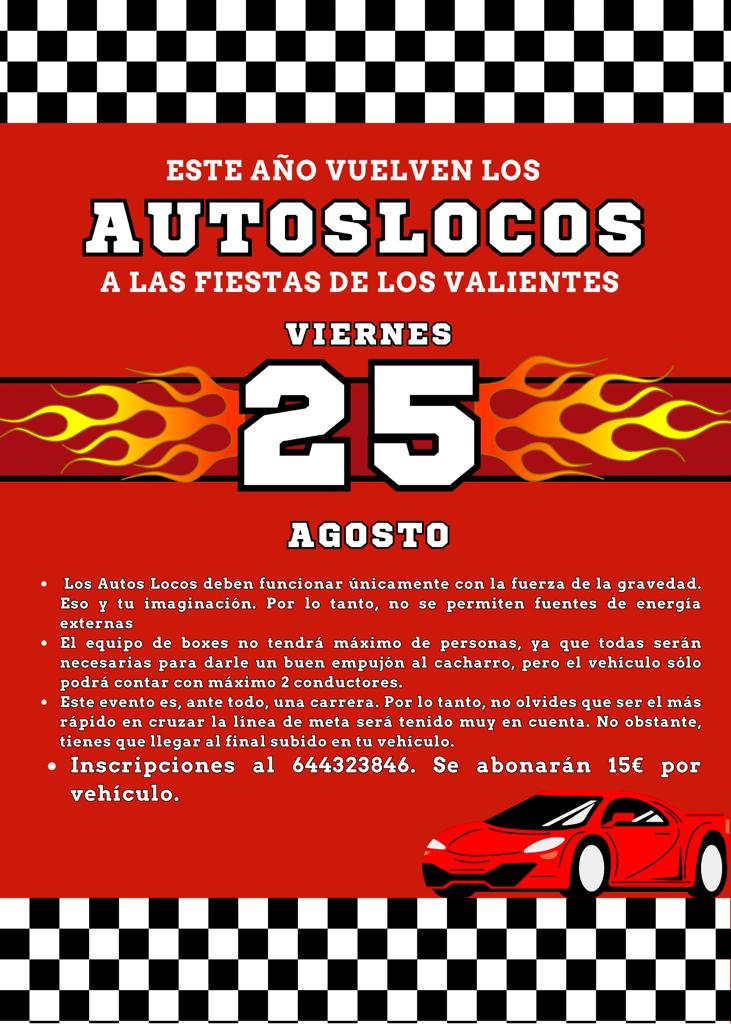 ESTE AÑO VUELVEN LOS
AUTOSLOCOS
A LAS FIESTAS DE LOS VALIENTES
VIERNES
25
AGOSTO
• Los Autos Locos deben funcionar únicamente con la fuerza de la gravedad.
Eso y tu imaginación. Por lo tanto, no se permiten fuentes de energía
externas
• El equipo de boxes no tendrá máximo de personas, ya que todas serán
necesarias para darle un buen empujón al cacharro, pero el vehículo sólo
podrá contar con máximo 2 conductores.
• Este evento es, ante todo, una carrera. Por lo tanto, no olvides que ser el más
rápido en cruzar la línea de meta será tenido muy en cuenta. No obstante,
tienes que llegar al final subido en tu vehículo.
• Inscripciones al 644323846. Se abonarán 15€ por
vehículo.